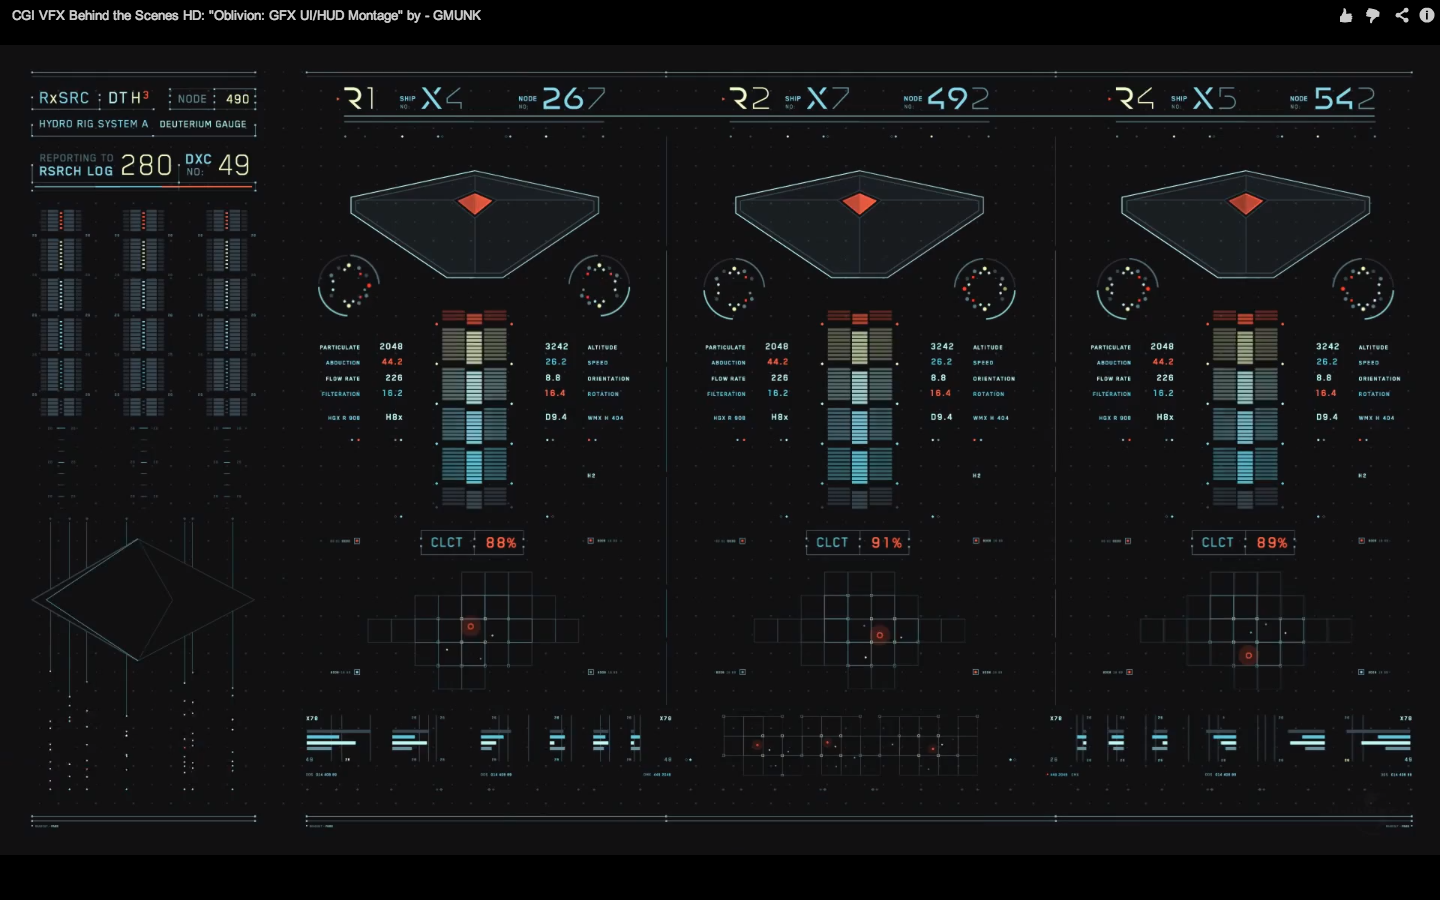 CGI VFX Behind the Scenes HD: "Oblivion: GFX UI/HUD Montage" by - GMUNK
RxSRC : DTH³ NODE : 490
HYDRO RIG SYSTEM A DEUTERIUM GAUGE
REPORTING TO RSRCH LOG 280 DXC NO: 49
R1 SHIP NO: X4 NODE NO: 267
PARTICULATE 2048 3242 ALTITUDE
ABDUCTION 44.2 26.2 SPEED
FLOW RATE 226 8.8 ORIENTATION
FILTERATION 16.2 16.4 ROTATION
HGX R 908 H8x D9.4 WMX H 404
H2
CLCT 88%
R2 SHIP NO: X7 NODE NO: 492
PARTICULATE 2048 3242 ALTITUDE
ABDUCTION 44.2 26.2 SPEED
FLOW RATE 226 8.8 ORIENTATION
FILTERATION 16.2 16.4 ROTATION
HGX R 908 H8x D9.4 WMX H 404
H2
CLCT 91%
R4 SHIP NO: X5 NODE NO: 542
PARTICULATE 2048 3242 ALTITUDE
ABDUCTION 44.2 26.2 SPEED
FLOW RATE 226 8.8 ORIENTATION
FILTERATION 16.2 16.4 ROTATION
HGX R 908 H8x D9.4 WMX H 404
H2
CLCT 89%
X78 X78 X78 X78